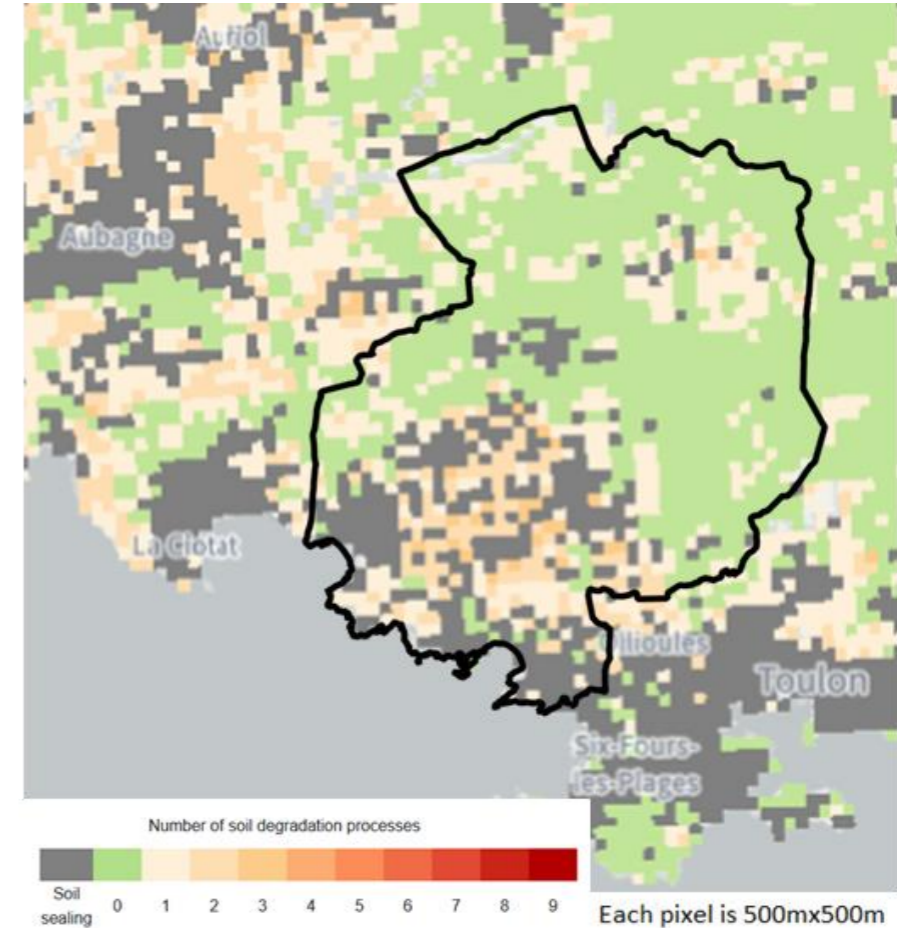 Auriol
Aubagne
La Ciotat
Ollioules
Toulon
Six-Fours-
les-Plages
Number of soil degradation processes
Soil
sealing
0 1 2 3 4 5 6 7 8 9
Each pixel is 500mx500m